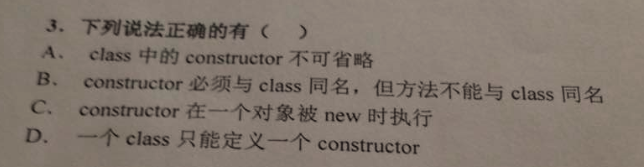 3. 下列说法正确的有（ ）
A. class 中的 constructor 不可省略
B. constructor 必须与 class 同名，但方法不能与 class 同名
C. constructor 在一个对象被 new 时执行
D. 一个 class 只能定义一个 constructor